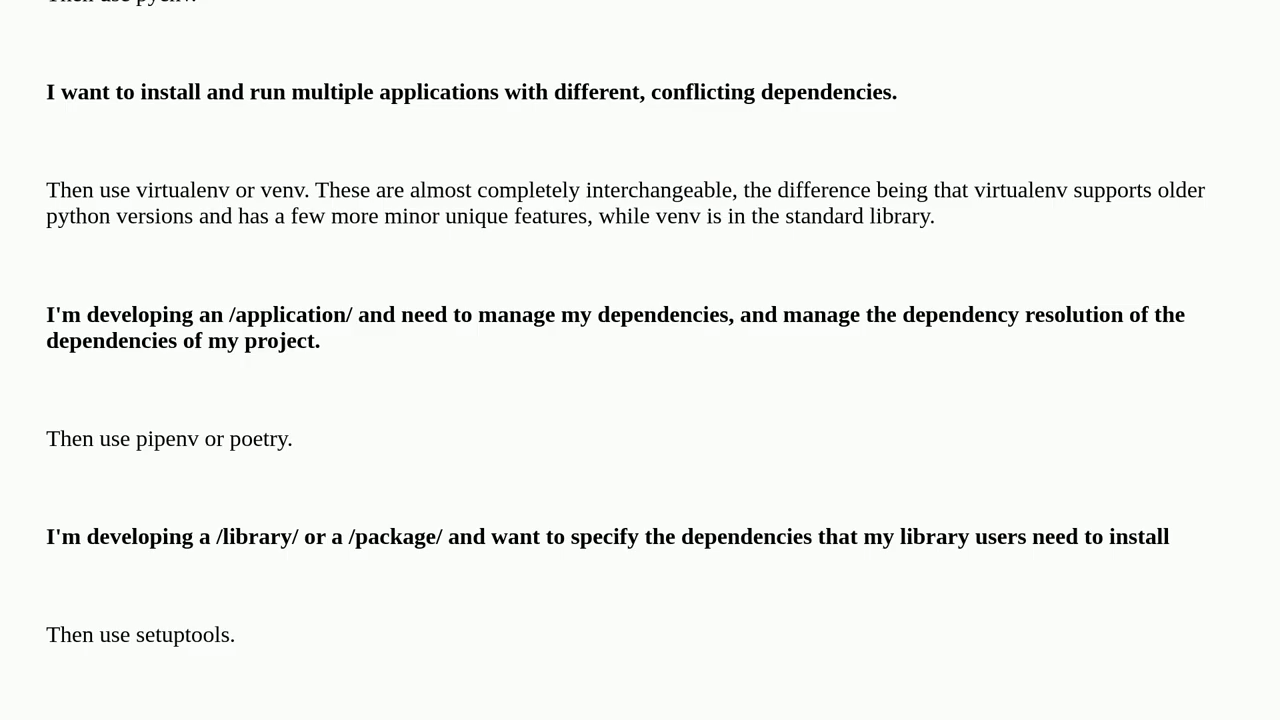 Then use pyenv.
I want to install and run multiple applications with different, conflicting dependencies.
Then use virtualenv or venv. These are almost completely interchangeable, the difference being that virtualenv supports older
python versions and has a few more minor unique features, while venv is in the standard library.
I'm developing an /application/ and need to manage my dependencies, and manage the dependency resolution of the
dependencies of my project.
Then use pipenv or poetry.
I'm developing a /library/ or a /package/ and want to specify the dependencies that my library users need to install
Then use setuptools.